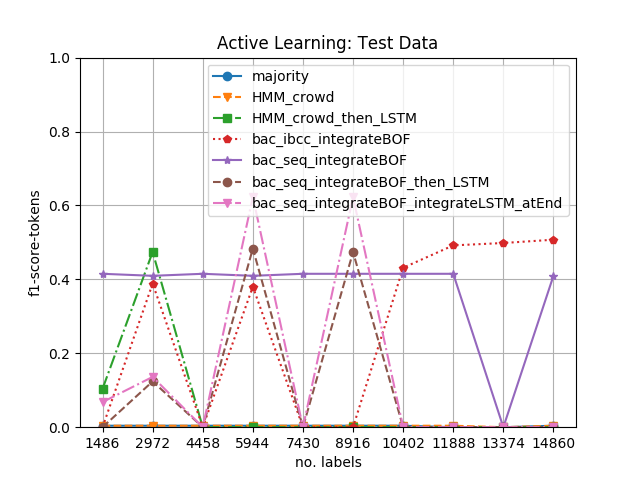 Active Learning: Test Data
1.0
0.8
0.6
0.4
0.2
0.0
f1-score-tokens
majority
HMM_crowd
HMM_crowd_then_LSTM
bac_ibcc_integrateBOF
bac_seq_integrateBOF
bac_seq_integrateBOF_then_LSTM
bac_seq_integrateBOF_integrateLSTM_atEnd
1486 2972 4458 5944 7430 8916 10402 11888 13374 14860
no. labels